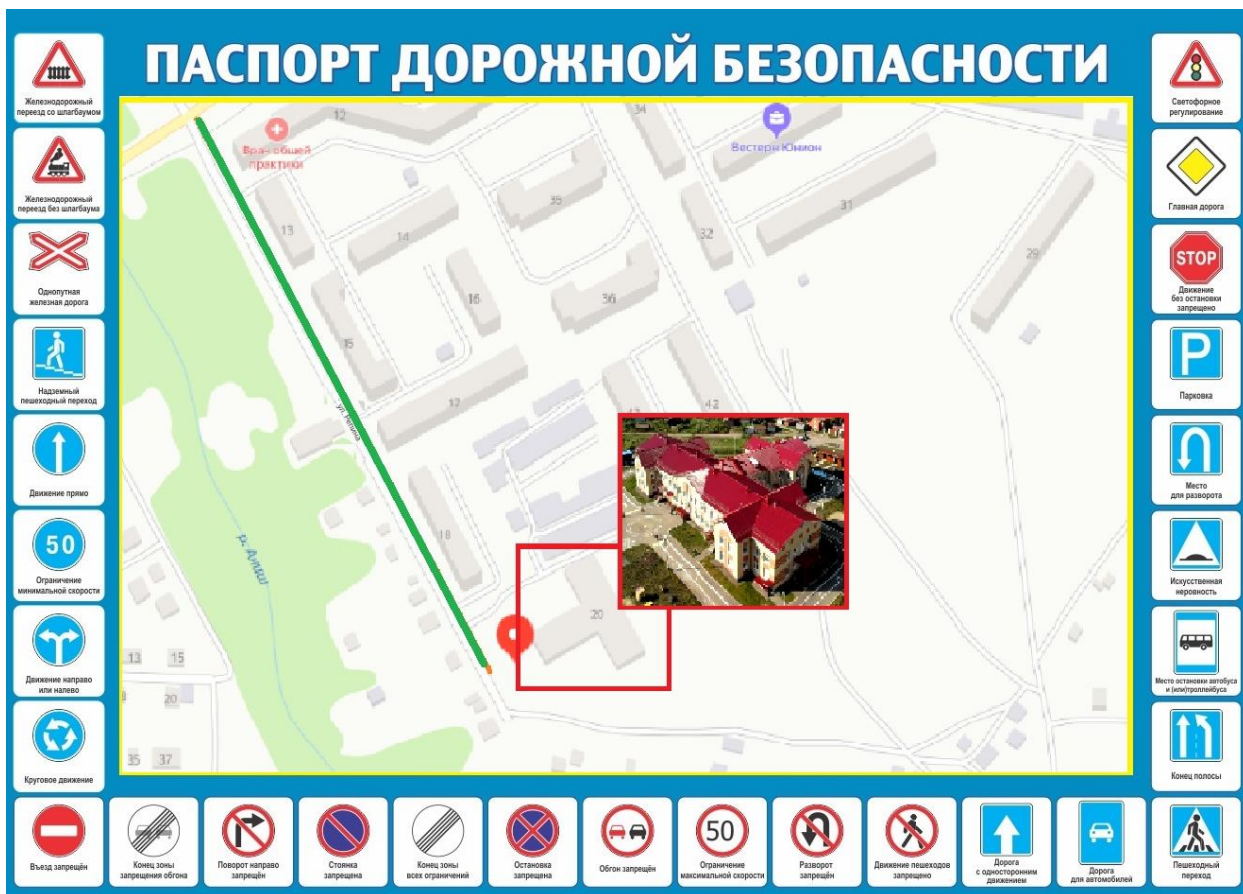 ПАСПОРТ ДОРОЖНОЙ БЕЗОПАСНОСТИ
Железнодорожный
переезд со шлагбаумом
Железнодорожный
переезд без шлагбаума
Однопутная
железная дорога
Надземный
пешеходный переход
Движение прямо
50
Ограничение
минимальной скорости
Движение направо
или налево
Круговое движение
12
Врач общей
практики
34
Вестерн Юнион
13
14
35
32
31
29
15
16
36
ул. Репина
17
42
18
р. Атиш
20
13
15
20
35
37
Светофорное
регулирование
Главная дорога
STOP
Движение
без остановки
запрещено
P
Парковка
Место
для разворота
Искусственная
неровность
Место остановки автобуса
и (или)троллейбуса
Конец полосы
Въезд запрещён
Конец зоны
запрещения обгона
Поворот направо
запрещён
Стоянка
запрещена
Конец зоны
всех ограничений
Остановка
запрещена
Обгон запрещён
50
Ограничение
максимальной скорости
Разворот
запрещён
Движение пешеходов
запрещено
Дорога
с односторонним
движением
Дорога
для автомобилей
Пешеходный
переход